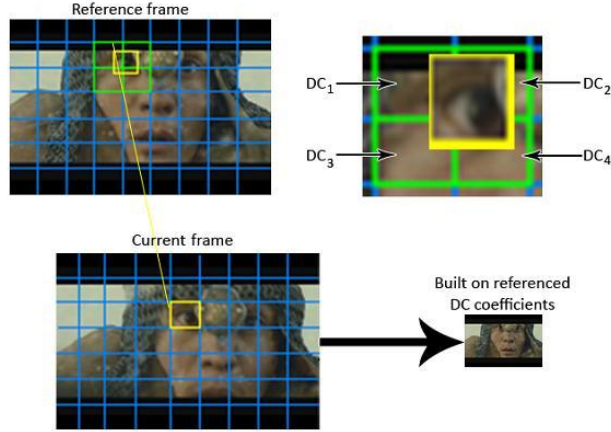 Reference frame
DC₁
DC₂
DC₃
DC₄
Current frame
Built on referenced
DC coefficients